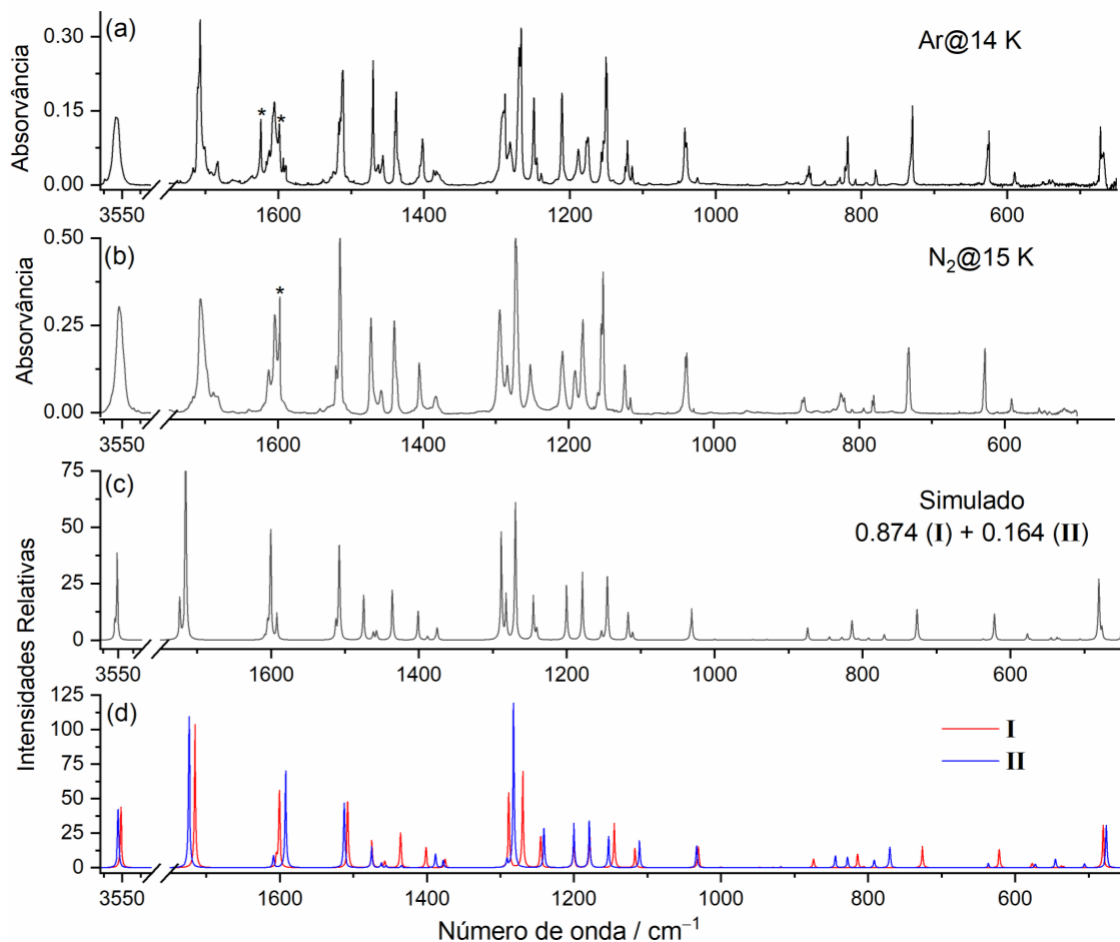 (a)
Ar@14 K
Absorvância
0.30
0.15
0.00
* *
3550 1600 1400 1200 1000 800 600
(b)
N₂@15 K
Absorvância
0.50
0.25
0.00
*
3550 1600 1400 1200 1000 800 600
(c)
Simulado
0.874 (I) + 0.164 (II)
Intensidades Relativas
75
50
25
0
3550 1600 1400 1200 1000 800 600
(d)
I
II
125
100
75
50
25
0
3550 1600 1400 1200 1000 800 600
Número de onda / cm⁻¹